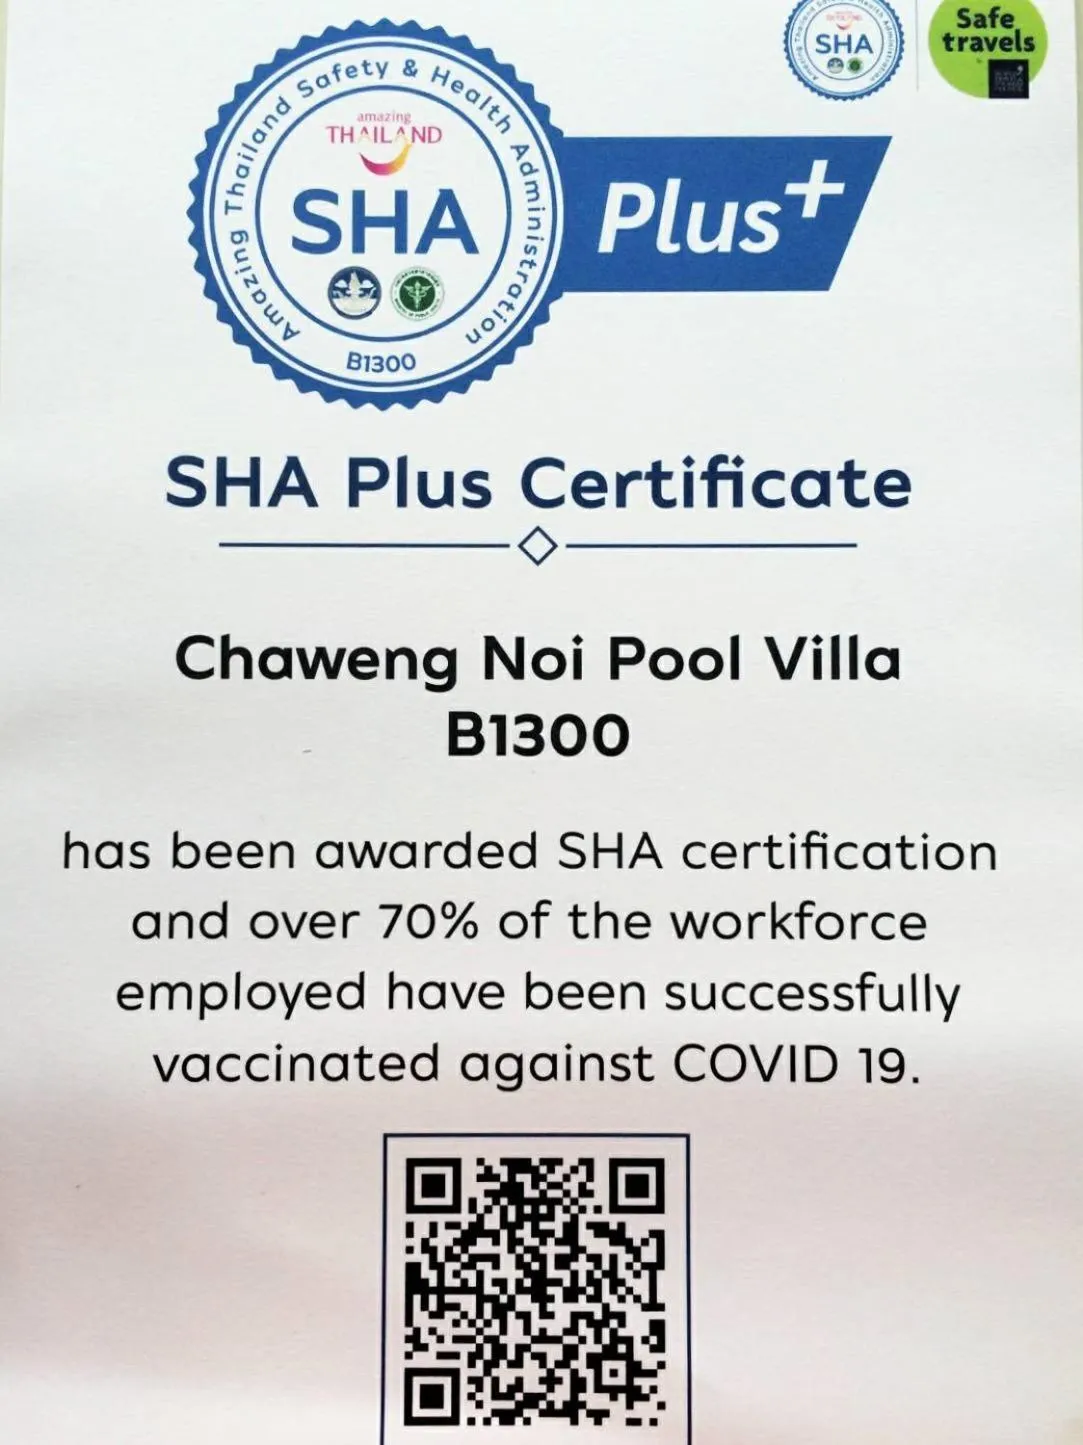 Amazing Thailand Safety & Health Administration
amazing
THAILAND
SHA
B1300
Plus+
SHA
Safe
travels
SHA Plus Certificate
Chaweng Noi Pool Villa
B1300
has been awarded SHA certification
and over 70% of the workforce
employed have been successfully
vaccinated against COVID 19.